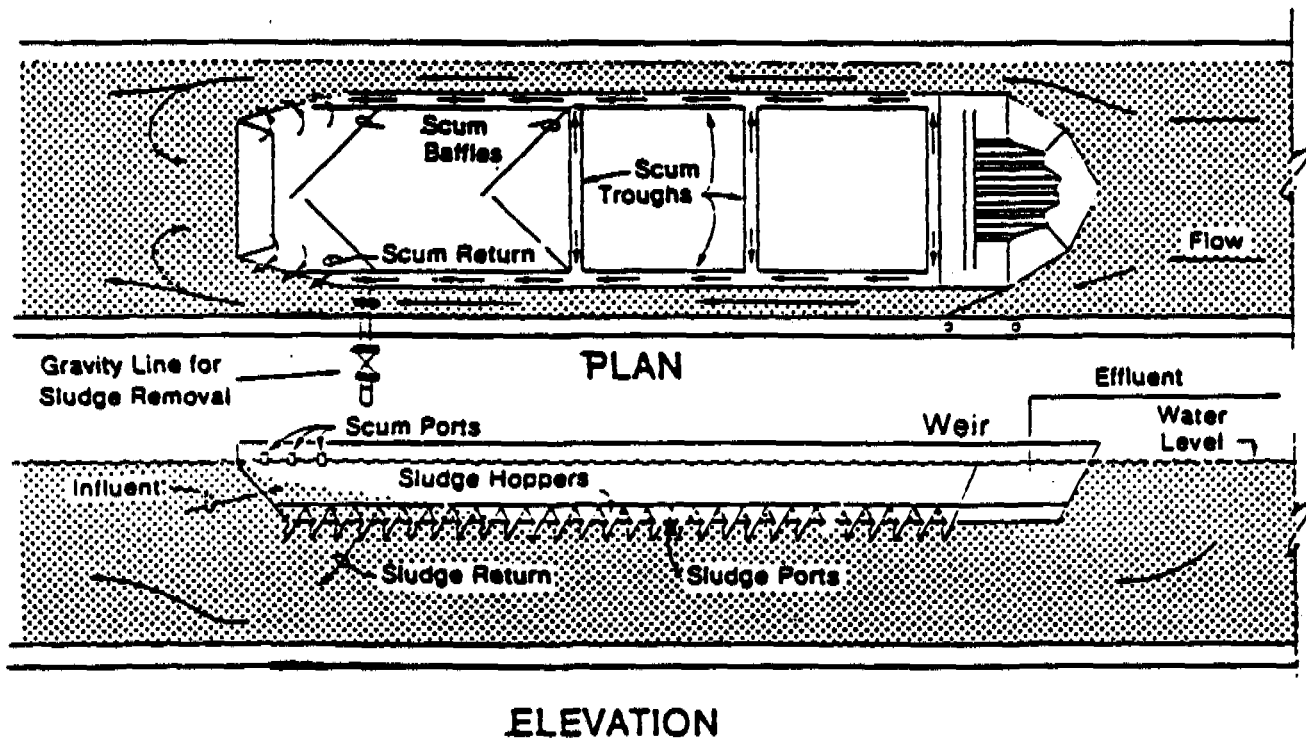 Scum
Baffles
Scum
Troughs
Scum Return
Flow
Gravity Line for
Sludge Removal
PLAN
Effluent
Scum Ports
Weir
Water
Level
Influent
Sludge Hoppers
Sludge Return
Sludge Ports
ELEVATION